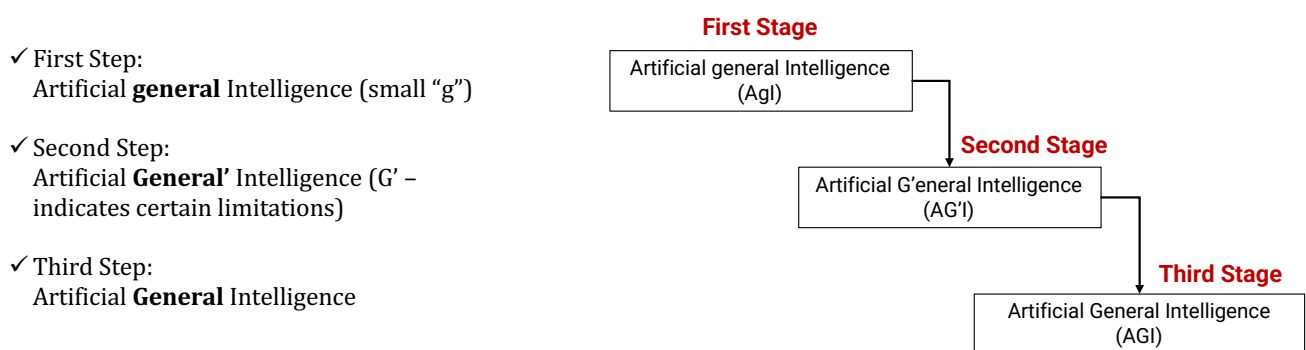 ✓ First Step:
Artificial general Intelligence (small “g”)
✓ Second Step:
Artificial General’ Intelligence (G’ –
indicates certain limitations)
✓ Third Step:
Artificial General Intelligence
First Stage
Artificial general Intelligence
(AgI)
Second Stage
Artificial G’eneral Intelligence
(AG’I)
Third Stage
Artificial General Intelligence
(AGI)